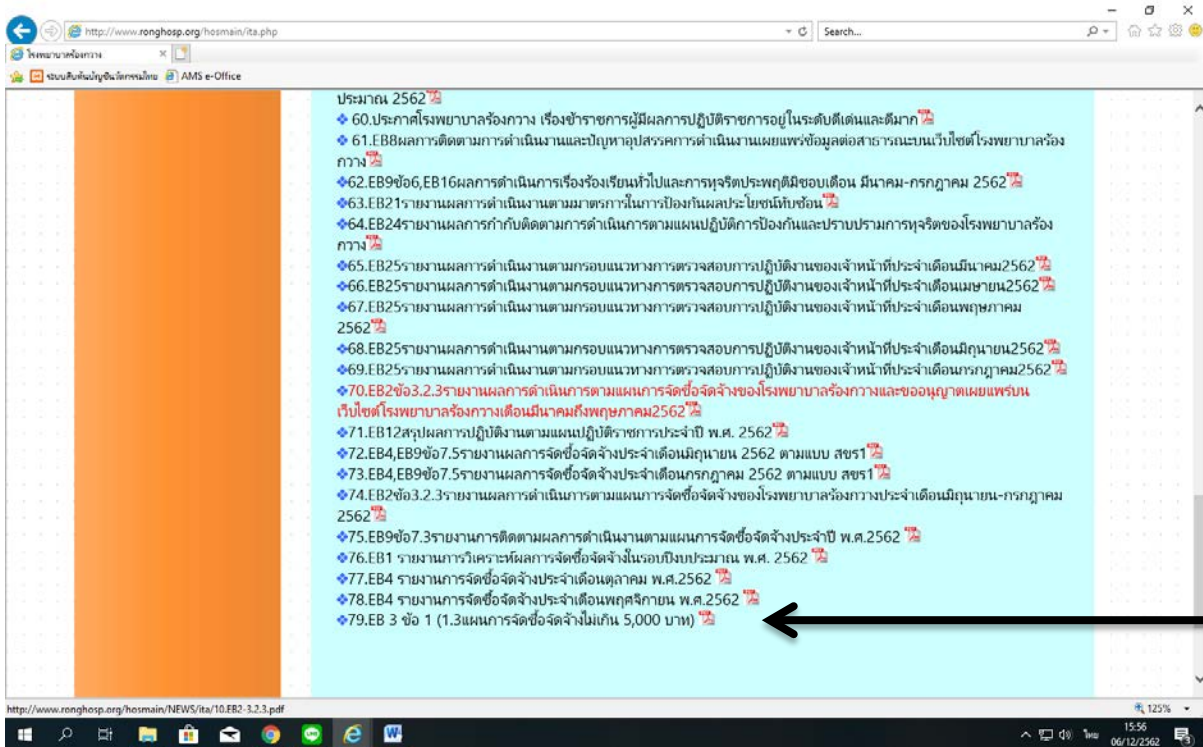 http://www.ronghosp.org/hosmain/ita.php
Search...
โรงพยาบาลร้องกวาง
ระบบสืบค้นบัญชีนวัตกรรมไทย AMS e-Office
ประมาณ 2562
60.ประกาศโรงพยาบาลร้องกวาง เรื่องข้าราชการผู้มีผลการปฏิบัติราชการอยู่ในระดับดีเด่นและดีมาก
61.EB8ผลการติดตามการดำเนินงานและปัญหาอุปสรรคการดำเนินงานเผยแพร่ข้อมูลต่อสาธารณะบนเว็บไซต์โรงพยาบาลร้อง
กวาง
62.EB9ข้อ6,EB16ผลการดำเนินการเรื่องร้องเรียนทั่วไปและการทุจริตประพฤติมิชอบเดือน มีนาคม-กรกฎาคม 2562
63.EB21รายงานผลการดำเนินงานตามมาตรการในการป้องกันผลประโยชน์ทับซ้อน
64.EB24รายงานผลการกำกับติดตามการดำเนินการตามแผนปฏิบัติการป้องกันและปราบปรามการทุจริตของโรงพยาบาลร้อง
กวาง
65.EB25รายงานผลการดำเนินงานตามกรอบแนวทางการตรวจสอบการปฏิบัติงานของเจ้าหน้าที่ประจำเดือนมีนาคม2562
66.EB25รายงานผลการดำเนินงานตามกรอบแนวทางการตรวจสอบการปฏิบัติงานของเจ้าหน้าที่ประจำเดือนเมษายน2562
67.EB25รายงานผลการดำเนินงานตามกรอบแนวทางการตรวจสอบการปฏิบัติงานของเจ้าหน้าที่ประจำเดือนพฤษภาคม
2562
68.EB25รายงานผลการดำเนินงานตามกรอบแนวทางการตรวจสอบการปฏิบัติงานของเจ้าหน้าที่ประจำเดือนมิถุนายน2562
69.EB25รายงานผลการดำเนินงานตามกรอบแนวทางการตรวจสอบการปฏิบัติงานของเจ้าหน้าที่ประจำเดือนกรกฎาคม2562
70.EB2ข้อ3.2.3รายงานผลการดำเนินการตามแผนการจัดซื้อจัดจ้างของโรงพยาบาลร้องกวางและขออนุญาตเผยแพร่บน
เว็บไซต์โรงพยาบาลร้องกวางเดือนมีนาคมถึงพฤษภาคม2562
71.EB12สรุปผลการปฏิบัติงานตามแผนปฏิบัติราชการประจำปี พ.ศ. 2562
72.EB4,EB9ข้อ7.5รายงานผลการจัดซื้อจัดจ้างประจำเดือนมิถุนายน 2562 ตามแบบ สขร1
73.EB4,EB9ข้อ7.5รายงานผลการจัดซื้อจัดจ้างประจำเดือนกรกฎาคม 2562 ตามแบบ สขร1
74.EB2ข้อ3.2.3รายงานผลการดำเนินการตามแผนการจัดซื้อจัดจ้างของโรงพยาบาลร้องกวางประจำเดือนมิถุนายน-กรกฎาคม
2562
75.EB9ข้อ7.3รายงานการติดตามผลการดำเนินงานตามแผนการจัดซื้อจัดจ้างประจำปี พ.ศ.2562
76.EB1 รายงานการวิเคราะห์ผลการจัดซื้อจัดจ้างในรอบปีงบประมาณ พ.ศ. 2562
77.EB4 รายงานการจัดซื้อจัดจ้างประจำเดือนตุลาคม พ.ศ.2562
78.EB4 รายงานการจัดซื้อจัดจ้างประจำเดือนพฤศจิกายน พ.ศ.2562
79.EB 3 ข้อ 1 (1.3แผนการจัดซื้อจัดจ้างไม่เกิน 5,000 บาท)
http://www.ronghosp.org/hosmain/NEWS/ita/10.EB2-3.2.3.pdf
125%
ไทย
15:56
06/12/2562